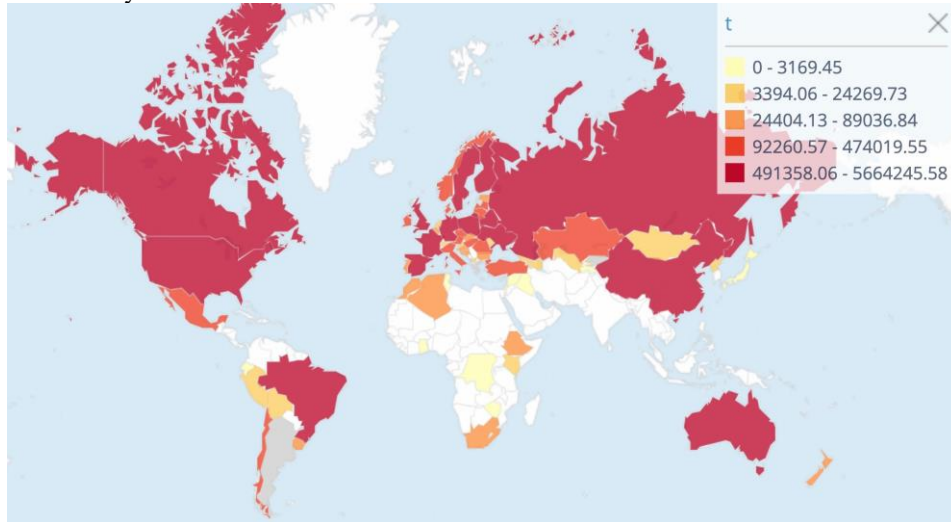 t
0 - 3169.45
3394.06 - 24269.73
24404.13 - 89036.84
92260.57 - 474019.55
491358.06 - 5664245.58